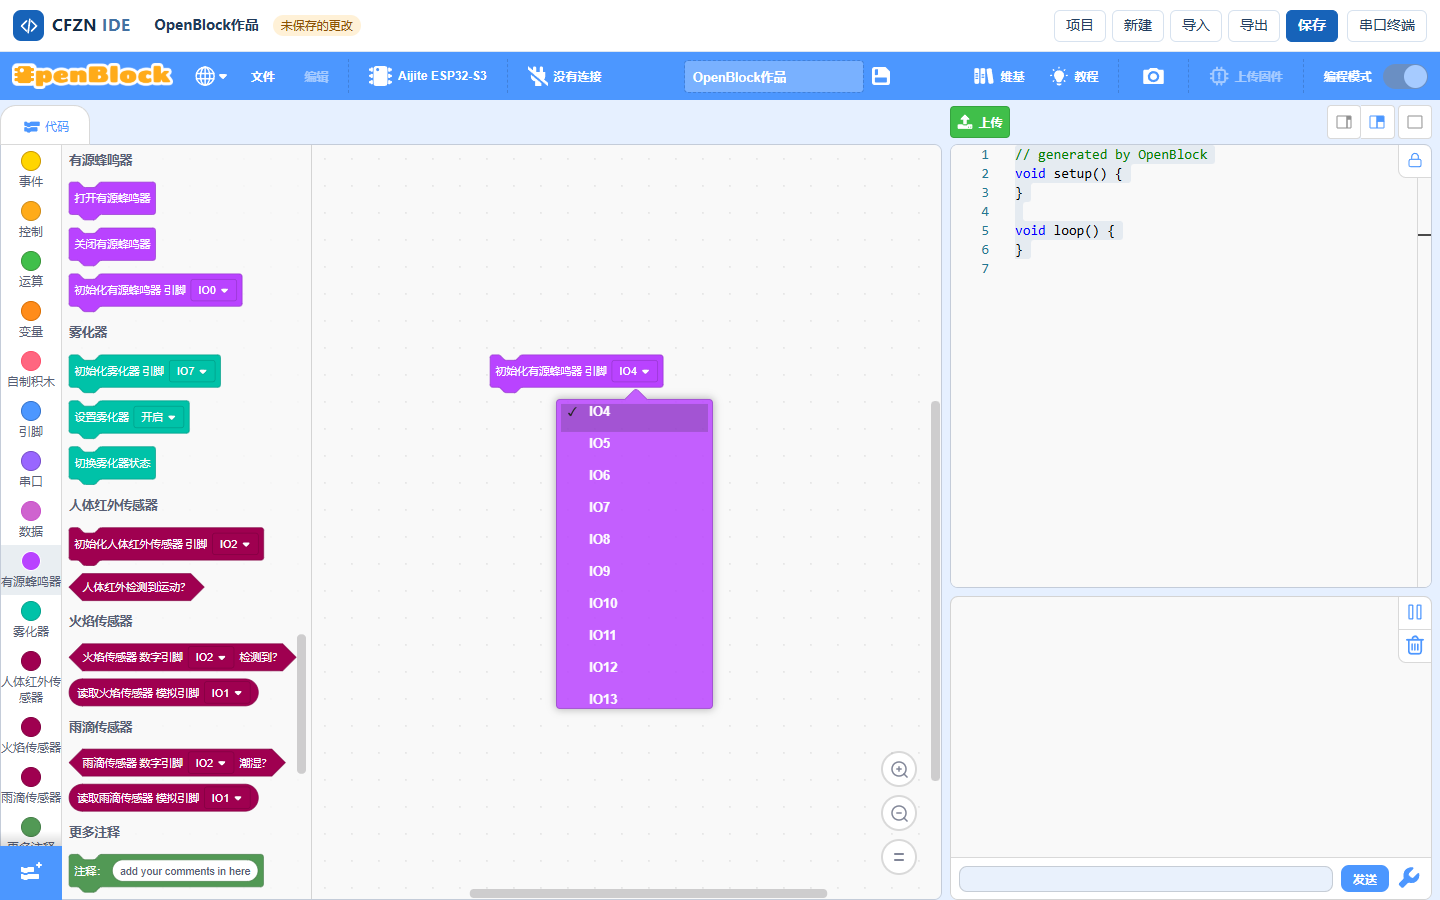 CFZN IDE
OpenBlock作品
未保存的更改
项目
新建
导入
导出
保存
串口终端
OpenBlock
文件
编辑
Aijite ESP32-S3
没有连接
OpenBlock作品
维基
教程
上传固件
编程模式
代码
上传
事件
控制
运算
变量
自制积木
引脚
串口
数据
有源蜂鸣器
雾化器
人体红外传
感器
火焰传感器
雨滴传感器
更多注释
有源蜂鸣器
打开有源蜂鸣器
关闭有源蜂鸣器
初始化有源蜂鸣器 引脚 IO0
雾化器
初始化雾化器 引脚 IO7
设置雾化器 开启
切换雾化器状态
人体红外传感器
初始化人体红外传感器 引脚 IO2
人体红外检测到运动?
火焰传感器
火焰传感器 数字引脚 IO2 检测到?
读取火焰传感器 模拟引脚 IO1
雨滴传感器
雨滴传感器 数字引脚 IO2 潮湿?
读取雨滴传感器 模拟引脚 IO1
更多注释
注释: add your comments in here
初始化有源蜂鸣器 引脚 IO4
✓ IO4
IO5
IO6
IO7
IO8
IO9
IO10
IO11
IO12
IO13
1 // generated by OpenBlock
2 void setup() {
3 }
4
5 void loop() {
6 }
7
发送